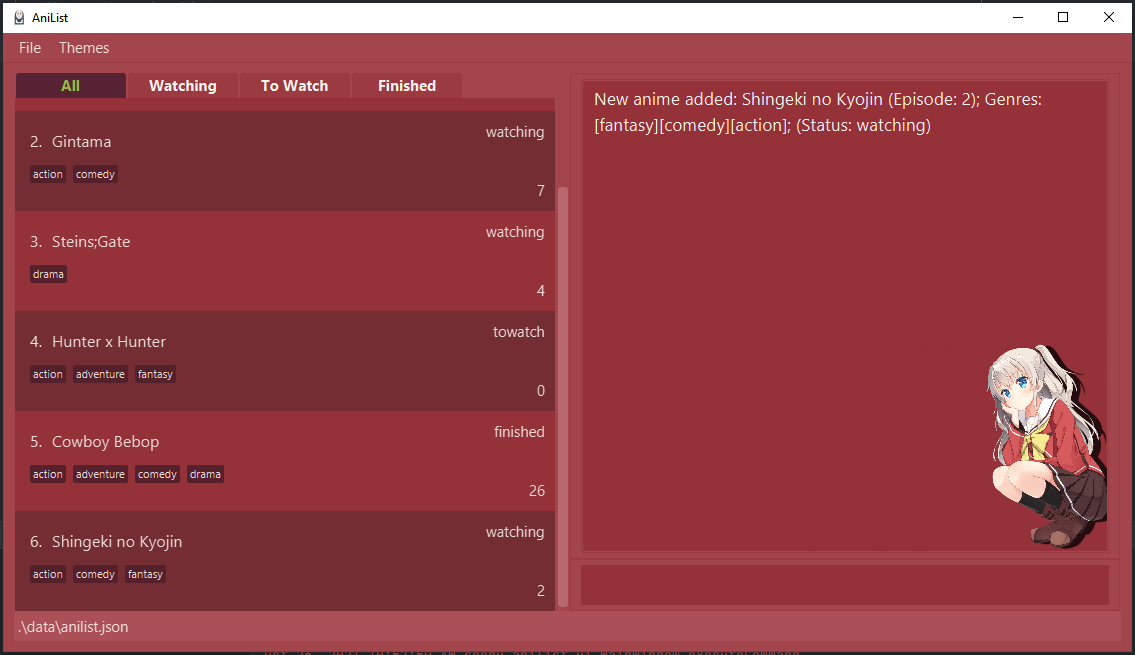 AniList
File Themes
All Watching To Watch Finished
2. Gintama
watching
action comedy
7
3. Steins;Gate
watching
drama
4
4. Hunter x Hunter
towatch
action adventure fantasy
0
5. Cowboy Bebop
finished
action adventure comedy drama
26
6. Shingeki no Kyojin
watching
action comedy fantasy
2
New anime added: Shingeki no Kyojin (Episode: 2); Genres:
[fantasy][comedy][action]; (Status: watching)
.\data\anilist.json